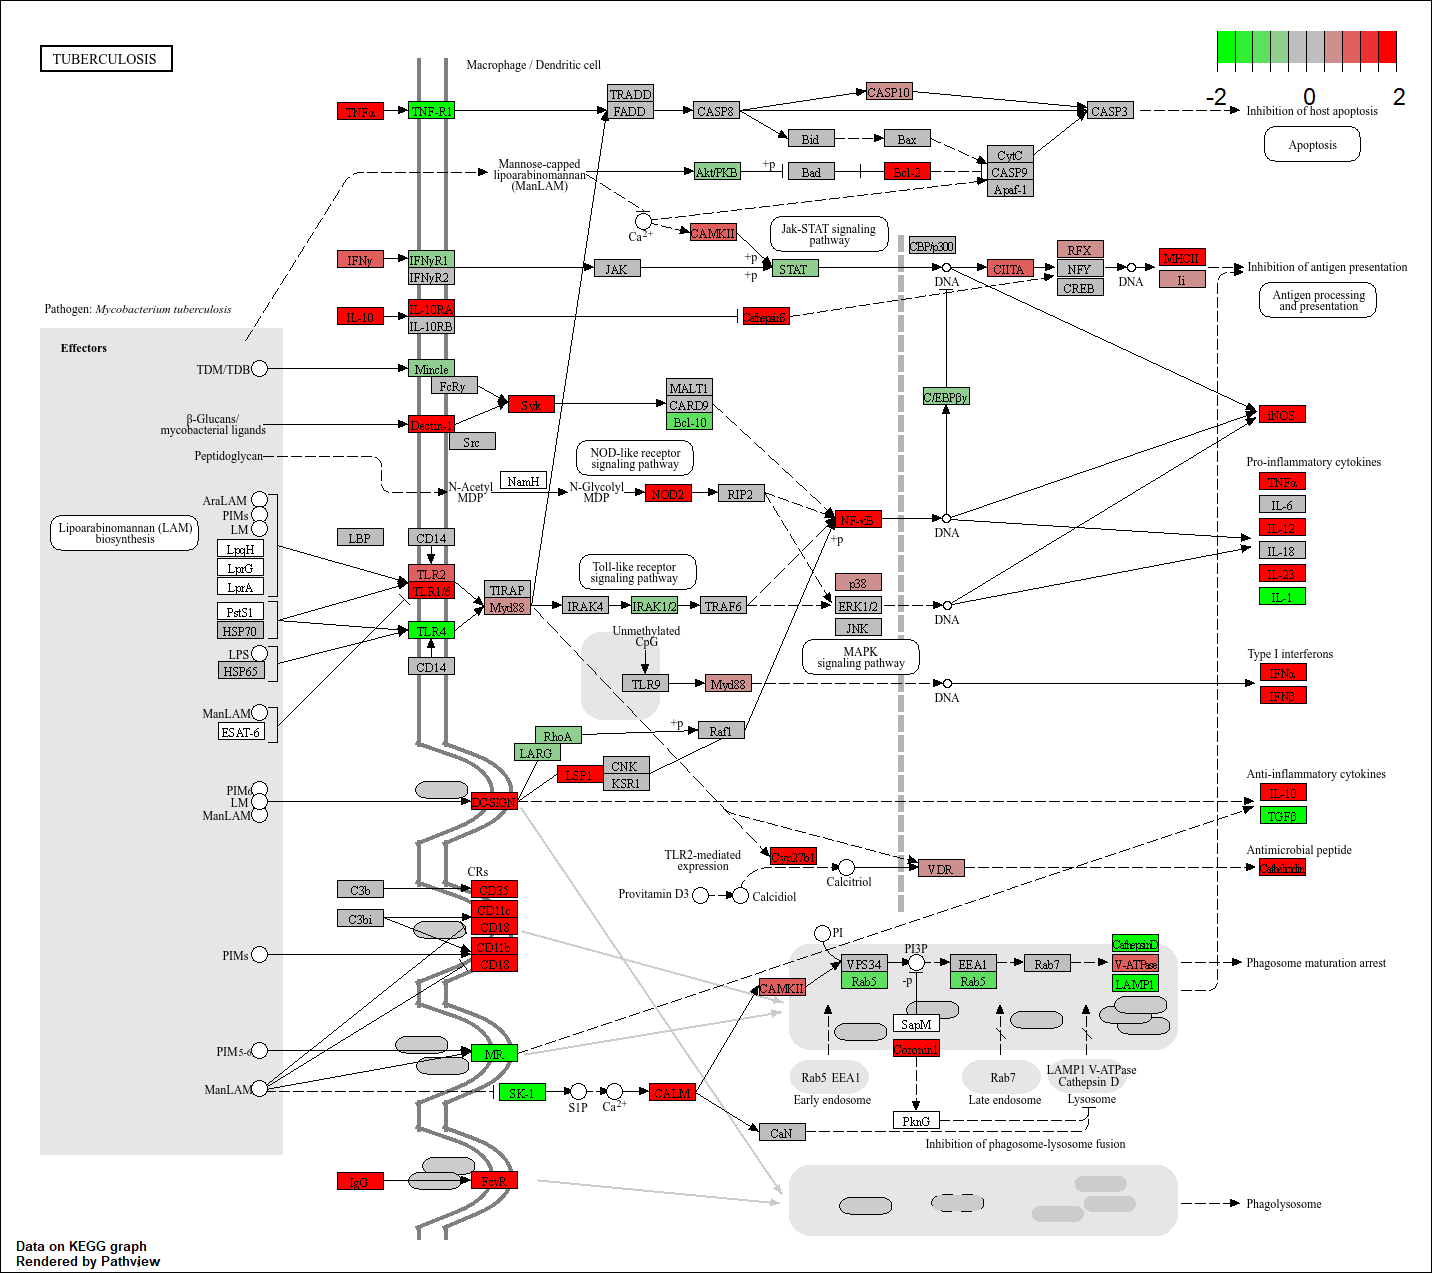 TUBERCULOSIS
Macrophage / Dendritic cell
-2
0
2
TNFα
TNF-R1
TRADD
FADD
CASP8
CASP10
CASP3
Inhibition of host apoptosis
Bid
Bax
Apoptosis
Mannose-capped
lipoarabinomannan
(ManLAM)
Akt/PKB
+p
Bad
Bcl-2
CytC
CASP9
Apaf-1
Ca2+
CAMKII
Jak-STAT signaling
pathway
IFNγ
IFNγR1
IFNγR2
JAK
+p
+p
STAT
CBP/p300
DNA
CIITA
RFX
NFY
CREB
DNA
MHCII
Ii
Inhibition of antigen presentation
Antigen processing
and presentation
Pathogen: Mycobacterium tuberculosis
IL-10
IL-10RA
IL-10RB
CathepsinS
Effectors
TDM/TDB
Mincle
FcRγ
Syk
MALT1
CARD9
Bcl-10
C/EBPβγ
β-Glucans/
mycobacterial ligands
Dectin-1
Src
iNOS
Peptidoglycan
N-Acetyl
MDP
NamH
N-Glycolyl
MDP
NOD-like receptor
signaling pathway
NOD2
RIP2
NF-κB
+p
DNA
Pro-inflammatory cytokines
TNFα
IL-6
IL-12
IL-18
IL-23
IL-1
AraLAM
PIMs
LM
Lipoarabinomannan (LAM)
biosynthesis
LpqH
LprG
LprA
PstS1
HSP70
LPS
HSP65
ManLAM
ESAT-6
LBP
CD14
TLR2
TLR1/6
TLR4
CD14
TIRAP
Myd88
IRAK4
IRAK1/2
TRAF6
Toll-like receptor
signaling pathway
p38
ERK1/2
JNK
DNA
MAPK
signaling pathway
Unmethylated
CpG
TLR9
Myd88
DNA
Type I interferons
IFNα
IFNβ
RhoA
LARG
+p
Raf1
LSP1
CNK
KSR1
PIM6
LM
ManLAM
DC-SIGN
Anti-inflammatory cytokines
IL-10
TGFβ
TLR2-mediated
expression
Cyp27b1
Provitamin D3
Calcidiol
Calcitriol
VDR
Antimicrobial peptide
Cathelicidin
CRs
C3b
CD35
C3bi
CD11c
CD18
PIMs
CD11b
CD18
PI
VPS34
Rab5
PI3P
-p
EEA1
Rab5
Rab7
CathepsinD
V-ATPase
LAMP1
Phagosome maturation arrest
CAMKII
SapM
Coronin1
PIM5-6
MR
ManLAM
SK-1
S1P
Ca2+
CALM
CaN
Rab5 EEA1
Early endosome
Rab7
Late endosome
LAMP1 V-ATPase
Cathepsin D
Lysosome
PknG
Inhibition of phagosome-lysosome fusion
IgG
FcγR
Phagolysosome
Data on KEGG graph
Rendered by Pathview